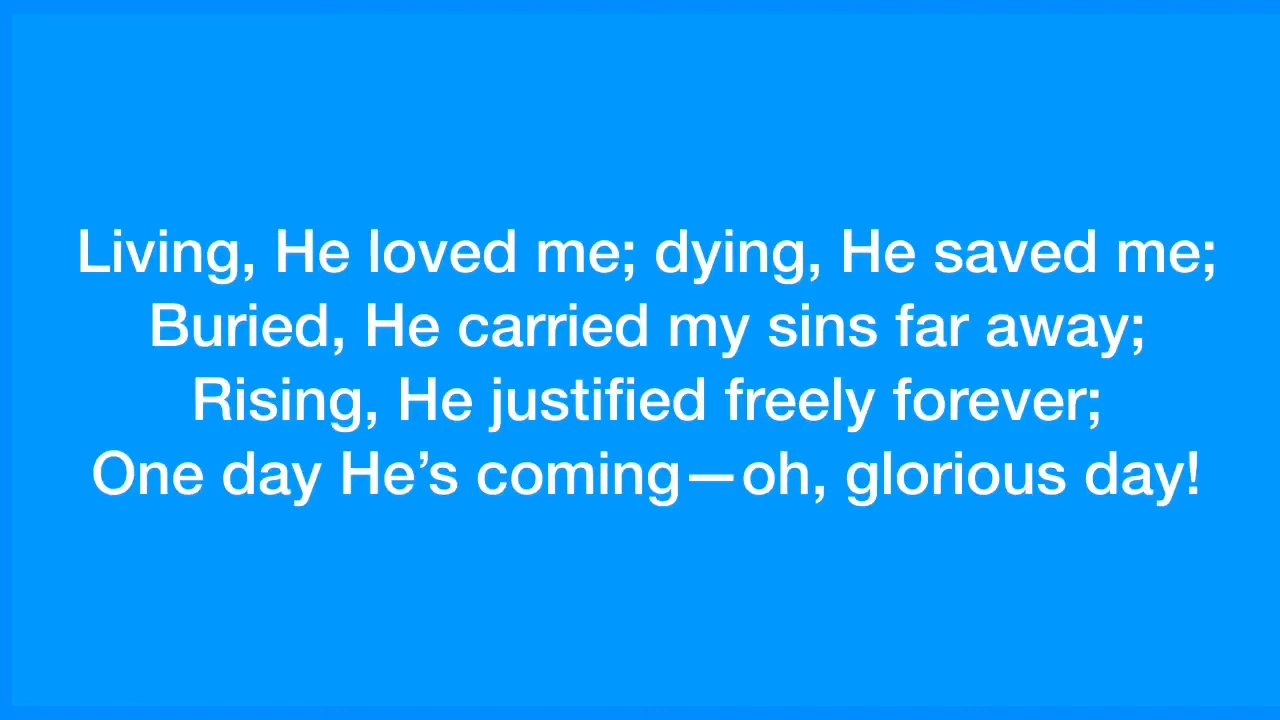 Living, He loved me; dying, He saved me;
Buried, He carried my sins far away;
Rising, He justified freely forever;
One day He’s coming—oh, glorious day!